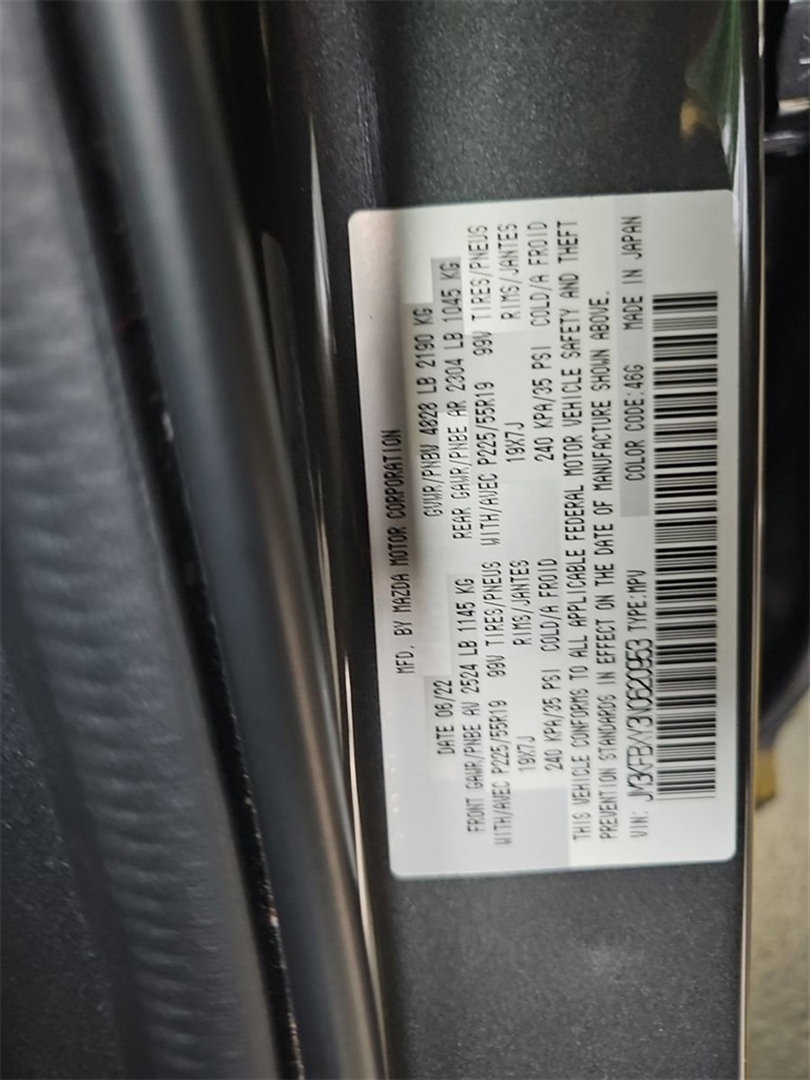 MFD. BY MAZDA MOTOR CORPORATION
DATE 06/22 GVWR/PNBV 4828 LB 2190 KG
FRONT GAWR/PNBE AV 2524 LB 1145 KG REAR GAWR/PNBE AR 2304 LB 1045 KG
WITH/AVEC P225/55R19 99V TIRES/PNEUS WITH/AVEC P225/55R19 99V TIRES/PNEUS
19X7J RIMS/JANTES 19X7J RIMS/JANTES
240 KPA/35 PSI COLD/A FROID 240 KPA/35 PSI COLD/A FROID
THIS VEHICLE CONFORMS TO ALL APPLICABLE FEDERAL MOTOR VEHICLE SAFETY AND THEFT
PREVENTION STANDARDS IN EFFECT ON THE DATE OF MANUFACTURE SHOWN ABOVE.
VIN: JM3KFBXY3N0620953 TYPE:MPV COLOR CODE:46G MADE IN JAPAN